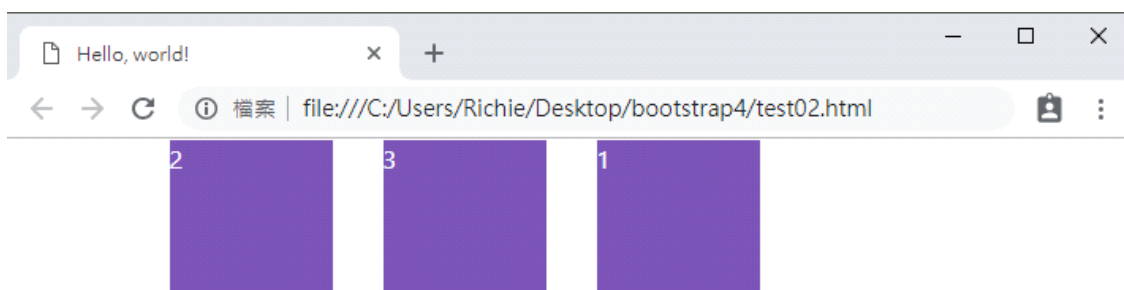 Hello, world!
檔案 file:///C:/Users/Richie/Desktop/bootstrap4/test02.html
2 3 1